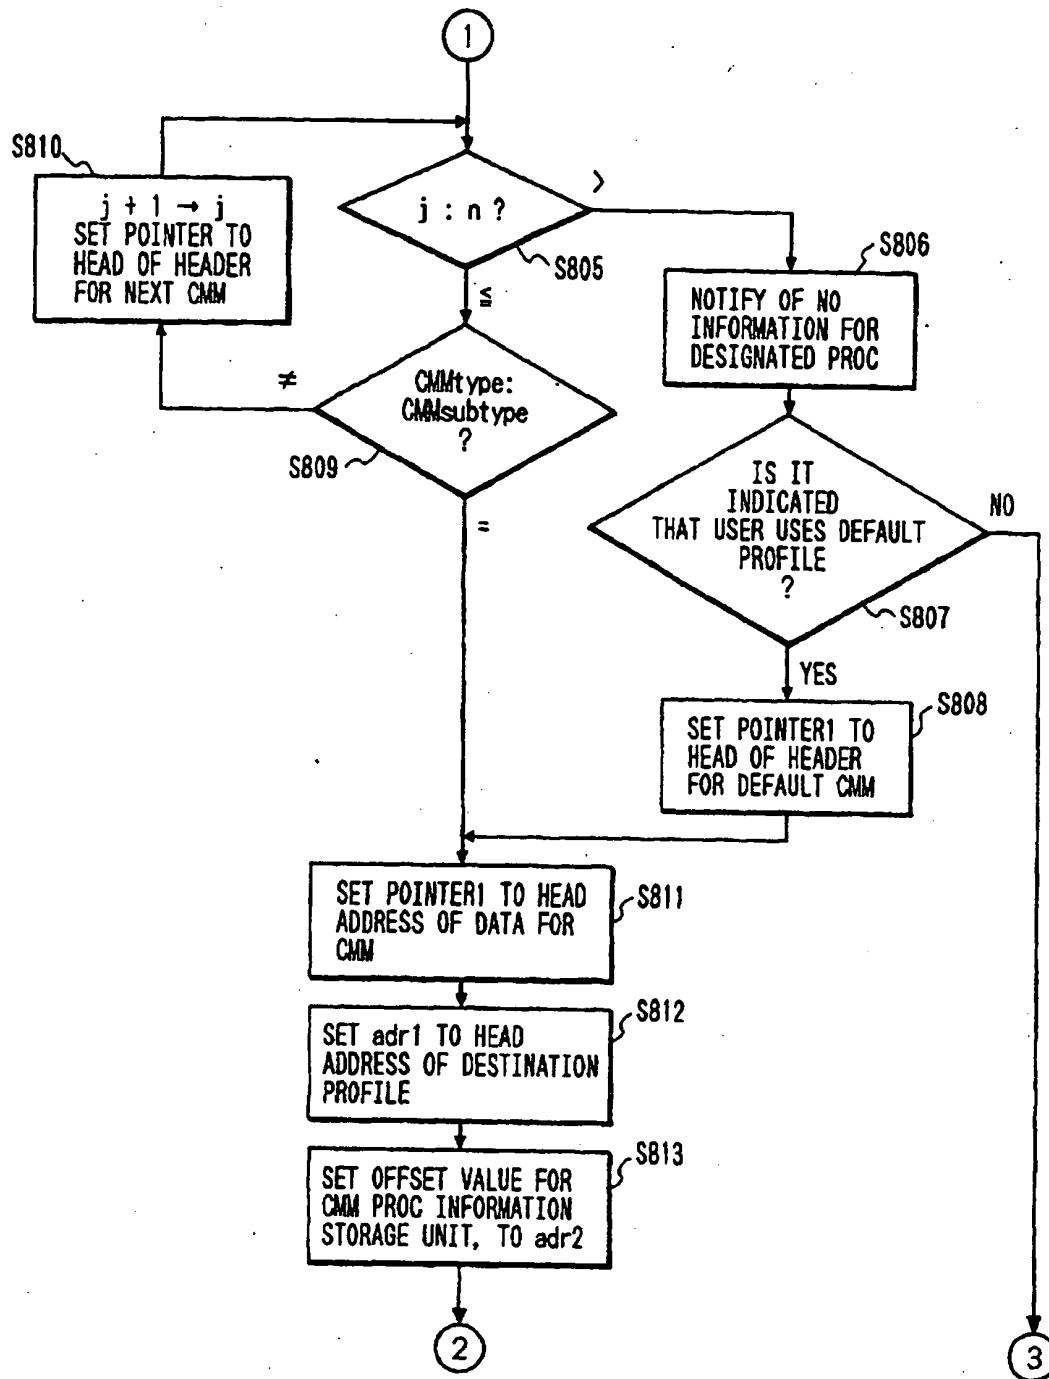 1
S810
j + 1 → j
SET POINTER TO
HEAD OF HEADER
FOR NEXT CMM
j : n ?
>
S805
≤
S806
NOTIFY OF NO
INFORMATION FOR
DESIGNATED PROC
≠
CMMtype:
CMMsubtype
?
S809
=
IS IT
INDICATED
THAT USER USES DEFAULT
PROFILE
?
NO
S807
YES
S808
SET POINTER1 TO
HEAD OF HEADER
FOR DEFAULT CMM
SET POINTER1 TO HEAD
ADDRESS OF DATA FOR
CMM
S811
SET adr1 TO HEAD
ADDRESS OF DESTINATION
PROFILE
S812
SET OFFSET VALUE FOR
CMM PROC INFORMATION
STORAGE UNIT, TO adr2
S813
2
3